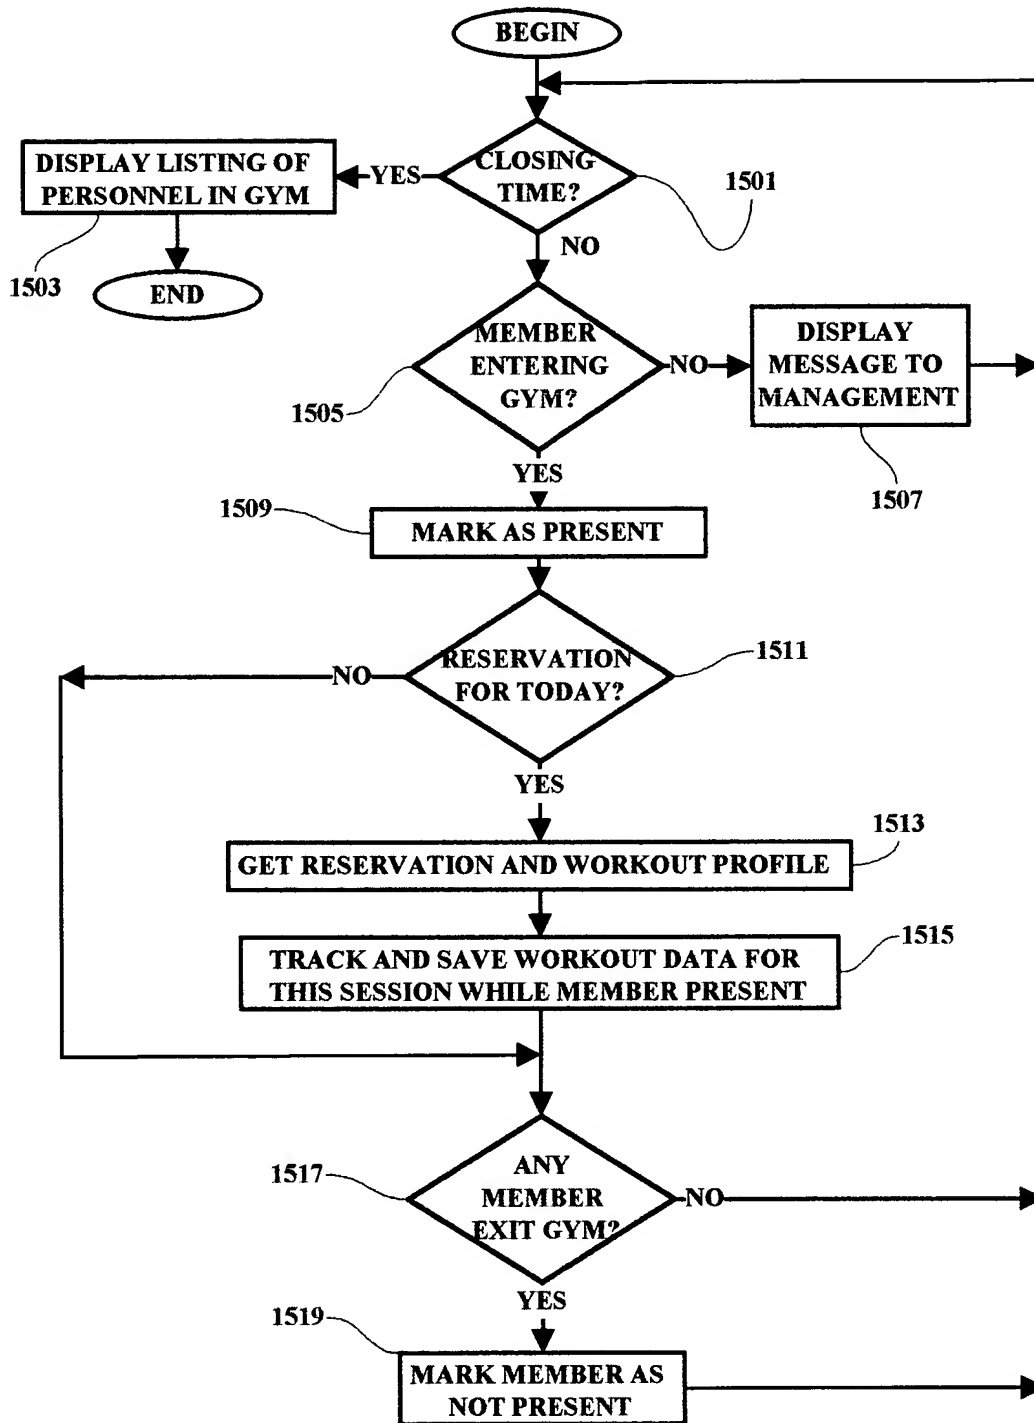 BEGIN
CLOSING
TIME?
1501
YES
DISPLAY LISTING OF
PERSONNEL IN GYM
1503
END
NO
MEMBER
ENTERING
GYM?
1505
NO
DISPLAY
MESSAGE TO
MANAGEMENT
1507
YES
1509
MARK AS PRESENT
RESERVATION
FOR TODAY?
1511
NO
YES
1513
GET RESERVATION AND WORKOUT PROFILE
1515
TRACK AND SAVE WORKOUT DATA FOR
THIS SESSION WHILE MEMBER PRESENT
1517
ANY
MEMBER
EXIT GYM?
NO
YES
1519
MARK MEMBER AS
NOT PRESENT